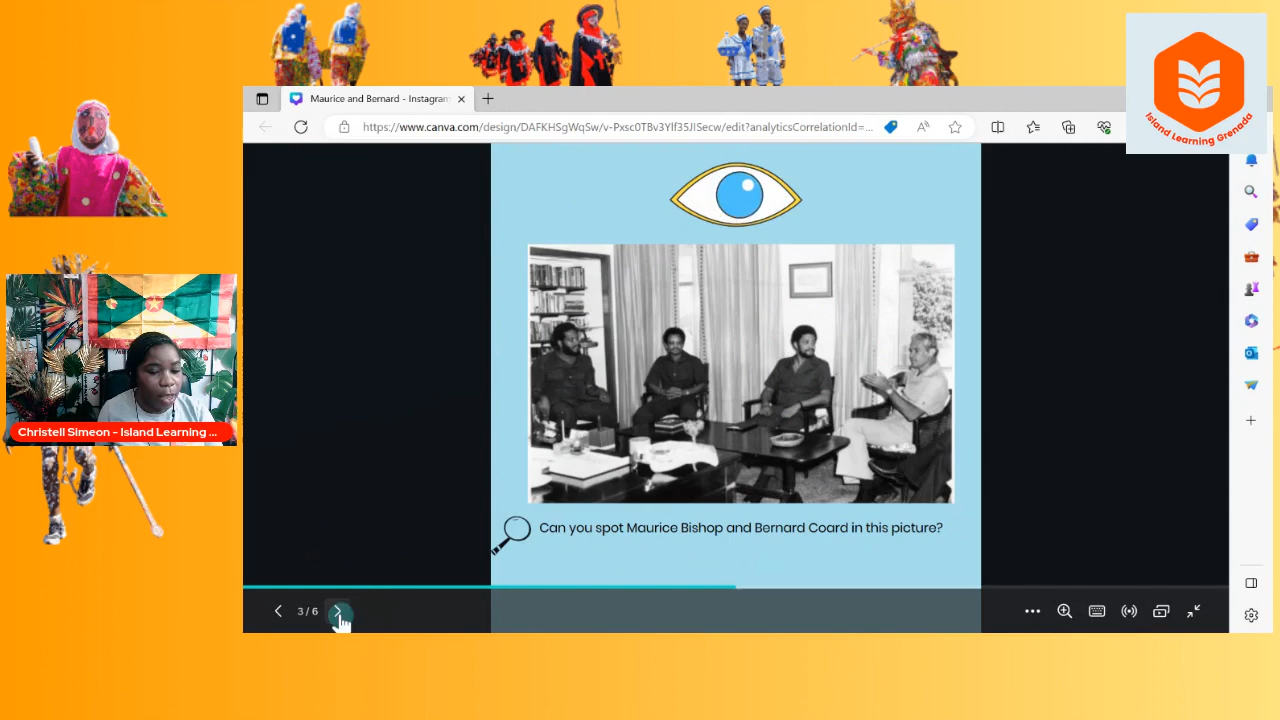 Maurice and Bernard - Instagram
https://www.canva.com/design/DAFKHSgWqSw/v-Pxsc0TBv3Ylf35JISecw/edit?analyticsCorrelationId=...
Island Learning Grenada
Christell Simeon - Island Learning ...
Can you spot Maurice Bishop and Bernard Coard in this picture?
3 / 6